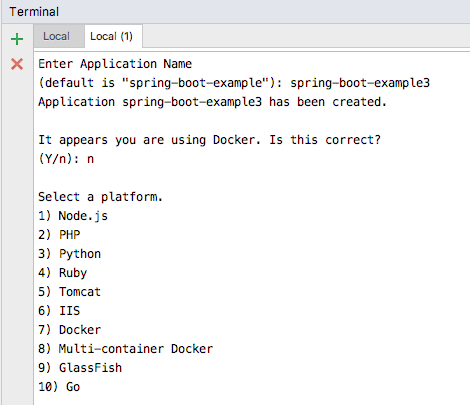 Terminal
Local
Local (1)
Enter Application Name
(default is "spring-boot-example"): spring-boot-example3
Application spring-boot-example3 has been created.
It appears you are using Docker. Is this correct?
(Y/n): n
Select a platform.
1) Node.js
2) PHP
3) Python
4) Ruby
5) Tomcat
6) IIS
7) Docker
8) Multi-container Docker
9) GlassFish
10) Go